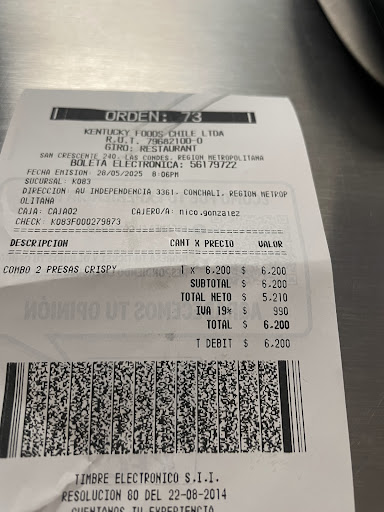 ORDEN: 73
KENTUCKY FOODS CHILE LTDA
R.U.T. 79682100-0
GIRO: RESTAURANT
SAN CRESCENTE 240. LAS CONDES. REGION METROPOLITANA
BOLETA ELECTRONICA: 56179722
FECHA EMISION: 28/05/2025 8:06PM
SUCURSAL: K083
DIRECCION: AV INDEPENDENCIA 3361. CONCHALI. REGION METROP
OLITANA
CAJA: CAJA02 CAJERO/A: nico.gonzalez
CHECK: K083F000279873
DESCRIPCION CANT X PRECIO VALOR
COMBO 2 PRESAS CRISPY 1 X 6,200 $ 6,200
SUBTOTAL $ 6,200
TOTAL NETO $ 5,210
IVA 19% $ 990
TOTAL $ 6,200
T DEBIT $ 6,200
TIMBRE ELECTRONICO S.I.I.
RESOLUCION 80 DEL 22-08-2014
CUENTANOS TU EXPERIENCIA